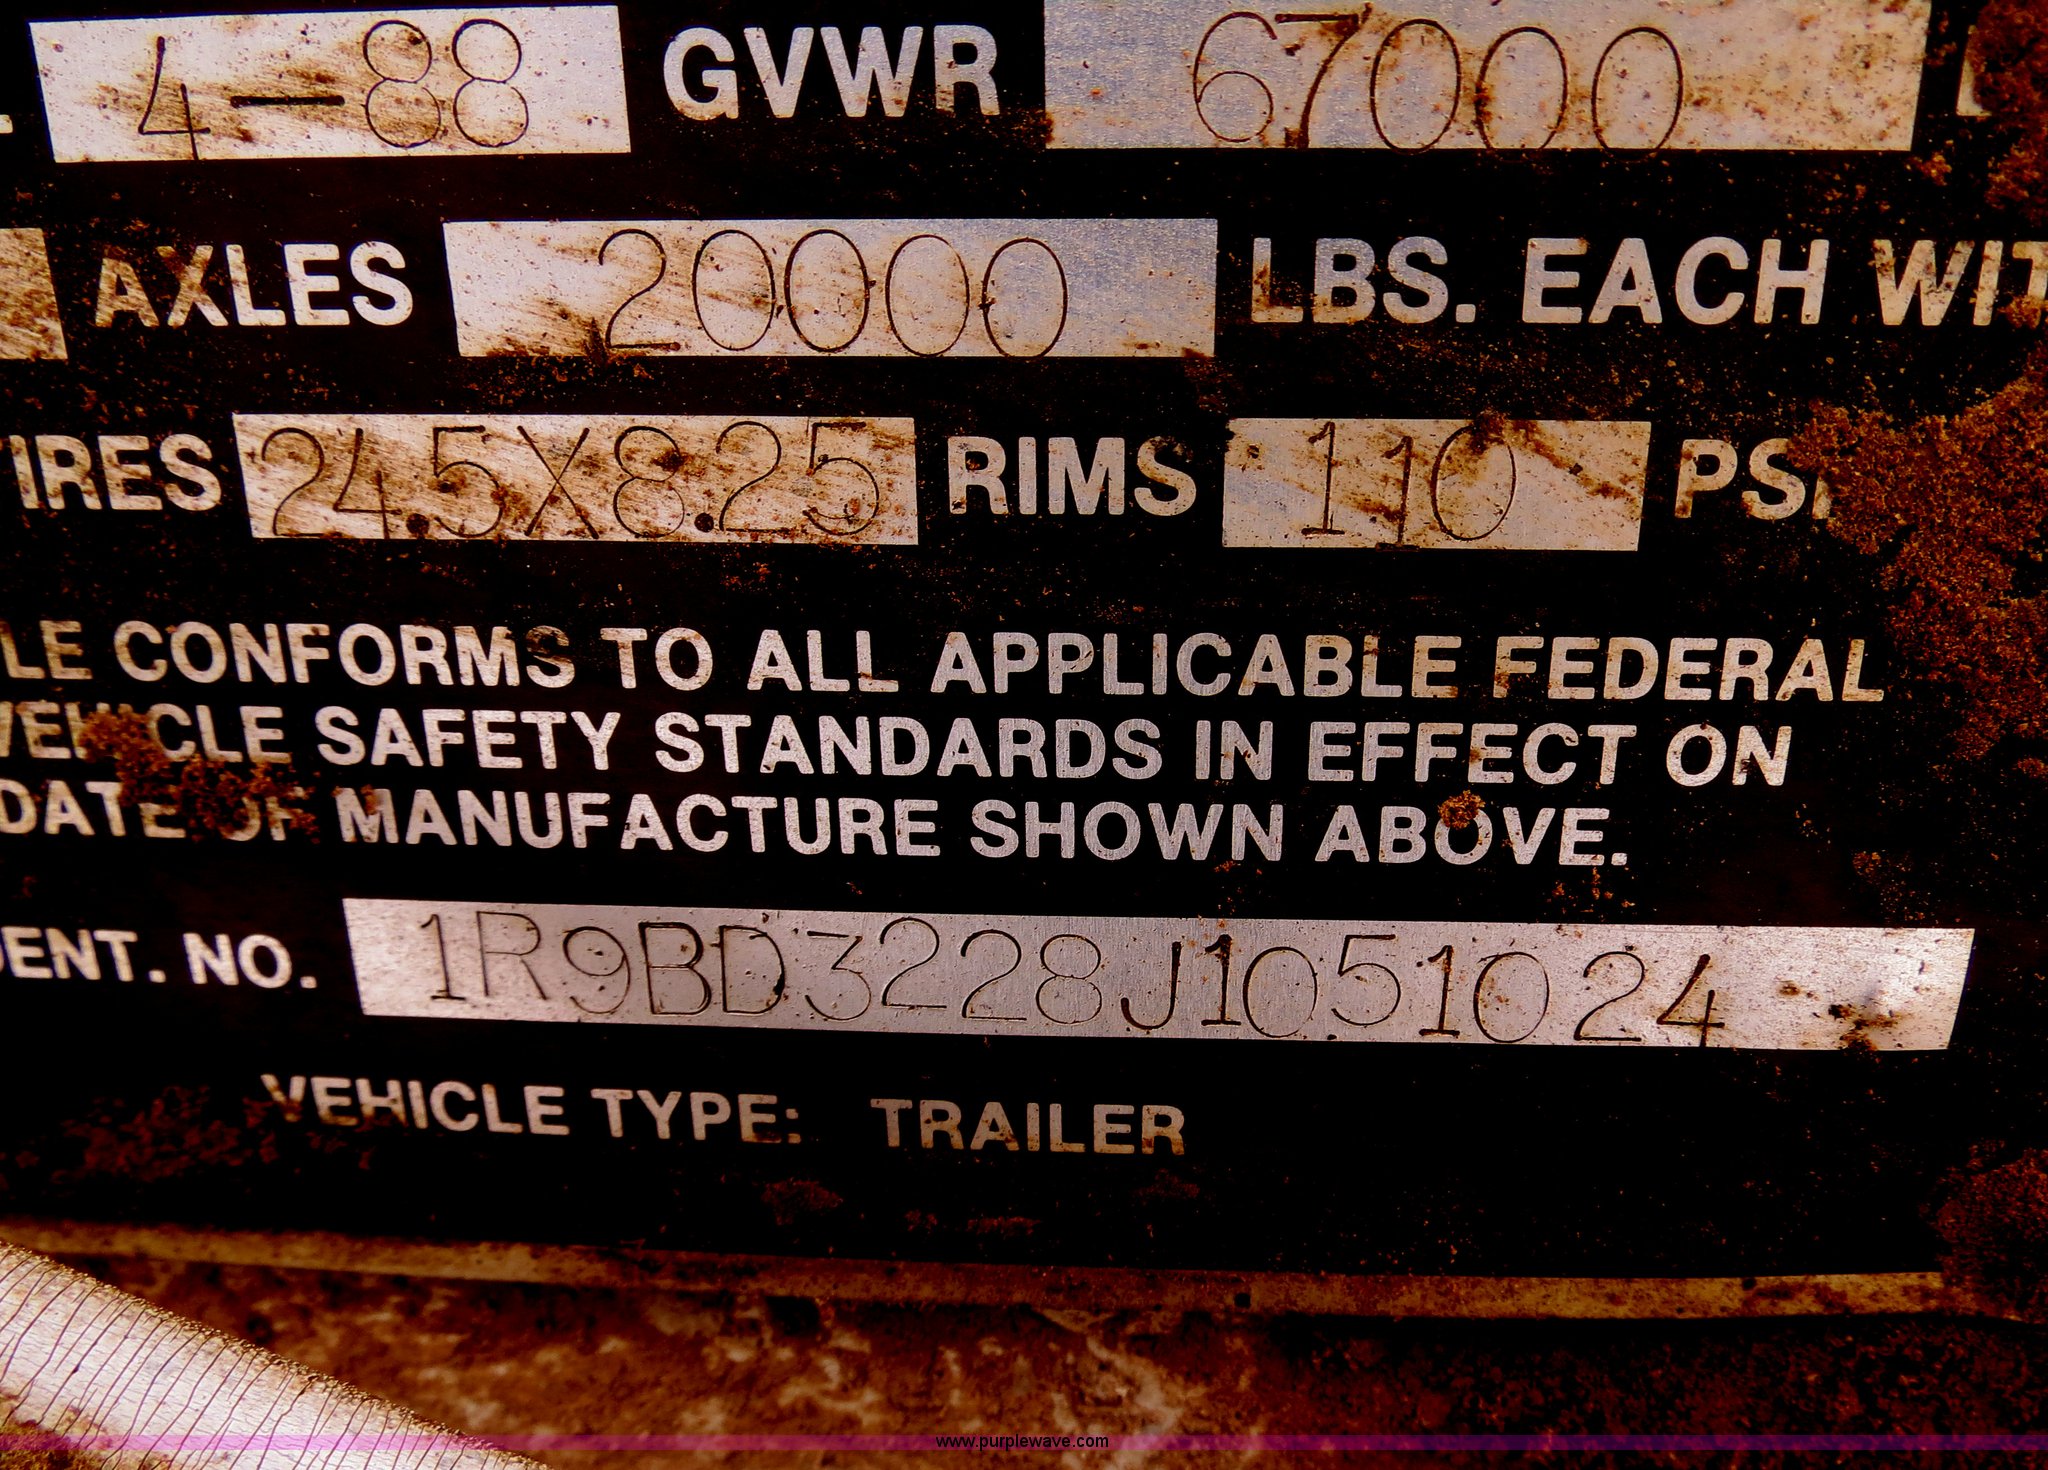 4-88 GVWR 67000
AXLES 20000 LBS. EACH WIT
IRES 24.5X8.25 RIMS 110 PSI
LE CONFORMS TO ALL APPLICABLE FEDERAL
VEHICLE SAFETY STANDARDS IN EFFECT ON
DATE OF MANUFACTURE SHOWN ABOVE.
DENT. NO. 1R9BD3228J1051024
VEHICLE TYPE: TRAILER
www.purplewave.com